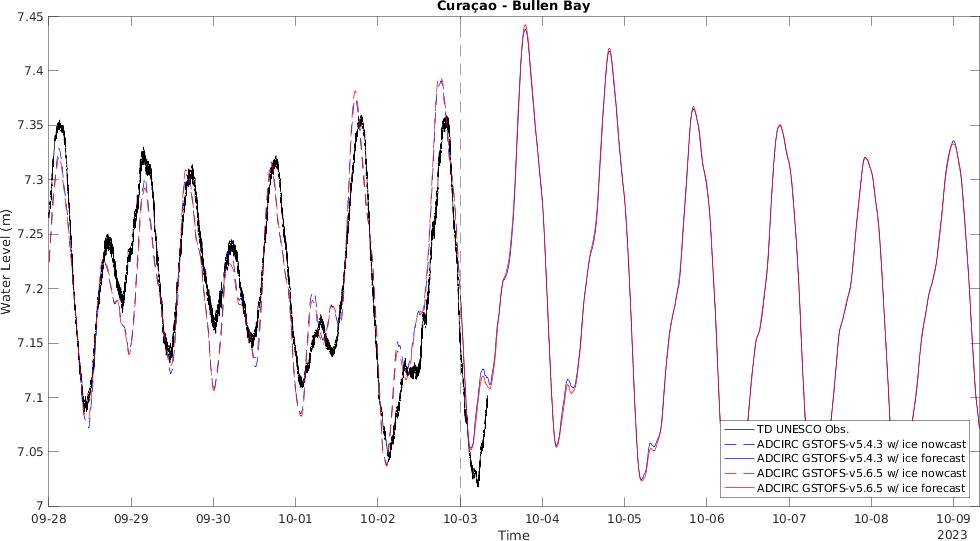 Curaçao - Bullen Bay
7.45
7.4
7.35
7.3
7.25
7.2
7.15
7.1
7.05
7
Water Level (m)
TD UNESCO Obs.
ADCIRC GSTOFS-v5.4.3 w/ ice nowcast
ADCIRC GSTOFS-v5.4.3 w/ ice forecast
ADCIRC GSTOFS-v5.6.5 w/ ice nowcast
ADCIRC GSTOFS-v5.6.5 w/ ice forecast
09-28 09-29 09-30 10-01 10-02 10-03 10-04 10-05 10-06 10-07 10-08 10-09
Time
2023